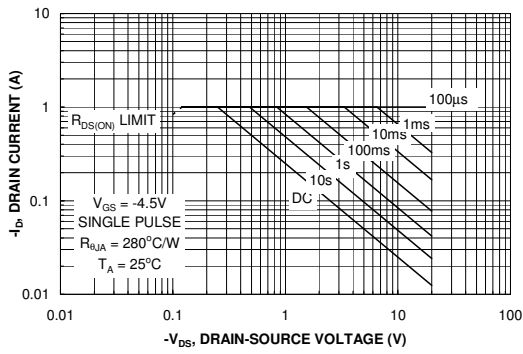 10
100µs
1
R_DS(ON) LIMIT
1ms
10ms
100ms
1s
10s
0.1
DC
V_GS = -4.5V
SINGLE PULSE
R_θJA = 280°C/W
T_A = 25°C
0.01
0.01
0.1
1
10
100
-V_DS, DRAIN-SOURCE VOLTAGE (V)
-I_D, DRAIN CURRENT (A)